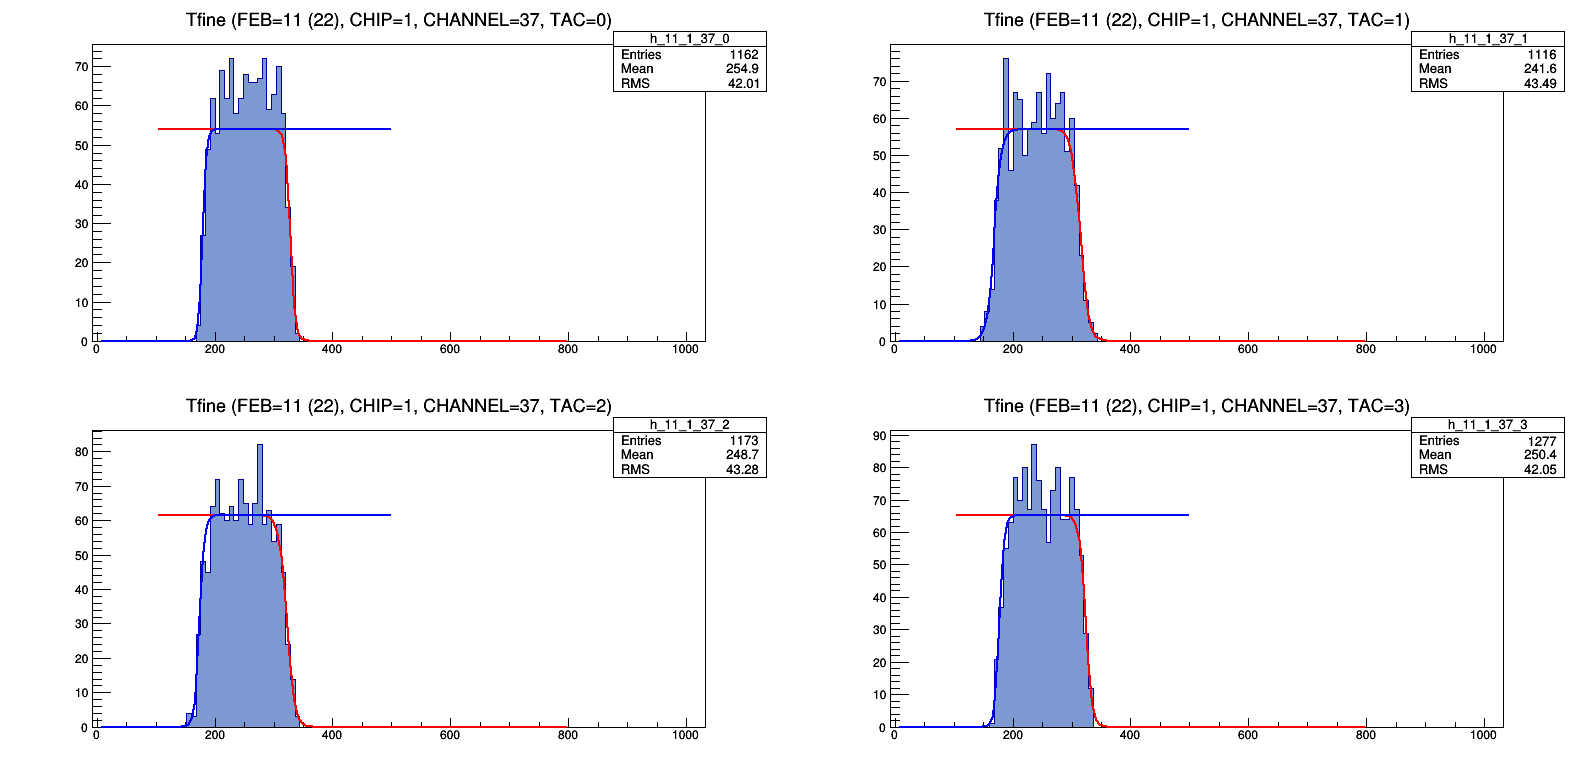 Tfine (FEB=11 (22), CHIP=1, CHANNEL=37, TAC=0)
h_11_1_37_0
Entries 1162
Mean 254.9
RMS 42.01
70
60
50
40
30
20
10
0
0 200 400 600 800 1000
Tfine (FEB=11 (22), CHIP=1, CHANNEL=37, TAC=1)
h_11_1_37_1
Entries 1116
Mean 241.6
RMS 43.49
70
60
50
40
30
20
10
0
0 200 400 600 800 1000
Tfine (FEB=11 (22), CHIP=1, CHANNEL=37, TAC=2)
h_11_1_37_2
Entries 1173
Mean 248.7
RMS 43.28
80
70
60
50
40
30
20
10
0
0 200 400 600 800 1000
Tfine (FEB=11 (22), CHIP=1, CHANNEL=37, TAC=3)
h_11_1_37_3
Entries 1277
Mean 250.4
RMS 42.05
90
80
70
60
50
40
30
20
10
0
0 200 400 600 800 1000